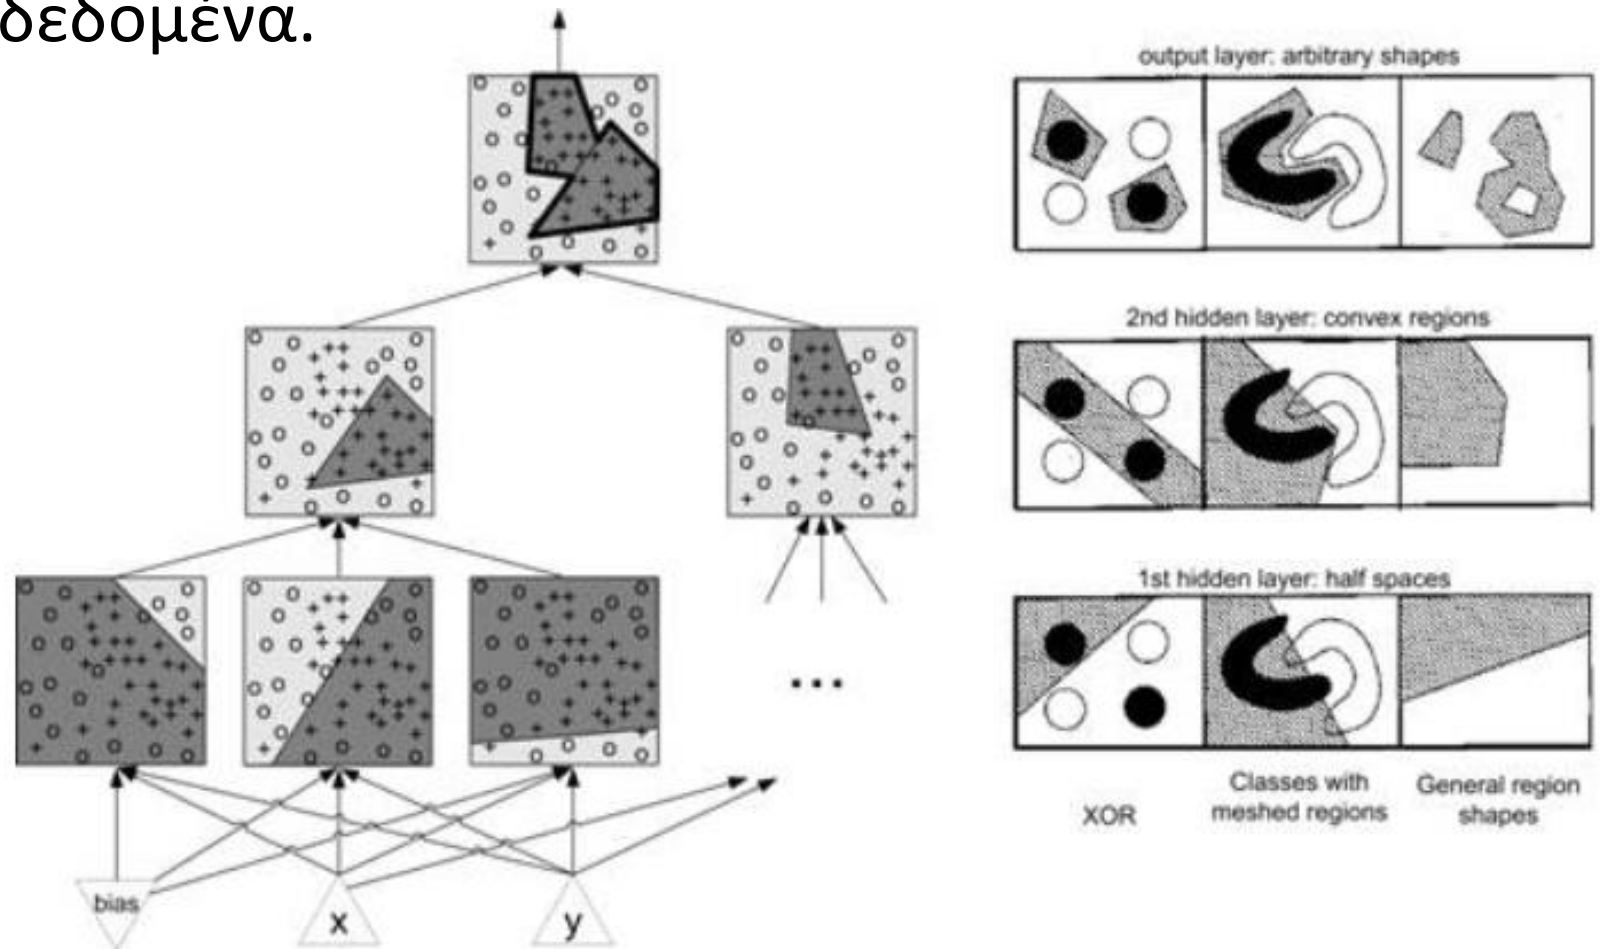 δεδομένα.
output layer: arbitrary shapes
2nd hidden layer: convex regions
1st hidden layer: half spaces
XOR
Classes with
meshed regions
General region
shapes
...
bias
x
y